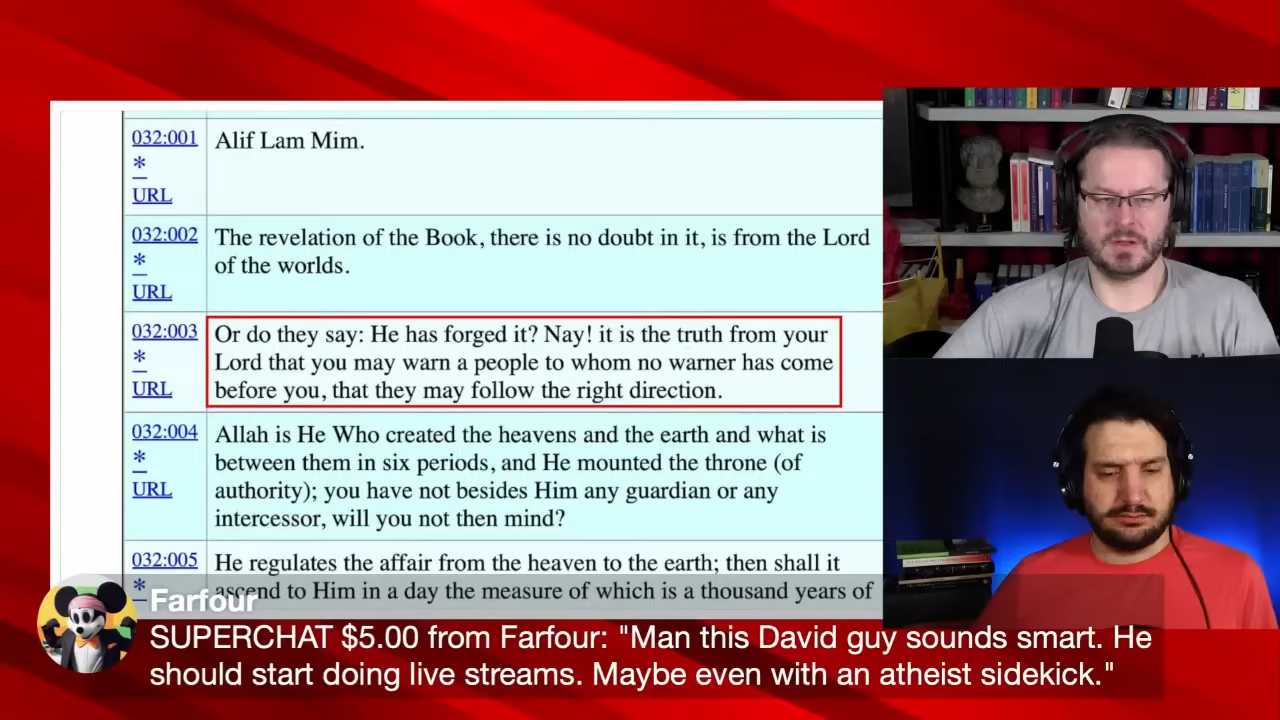 032:001
*
URL
Alif Lam Mim.
032:002
*
URL
The revelation of the Book, there is no doubt in it, is from the Lord
of the worlds.
032:003
*
URL
Or do they say: He has forged it? Nay! it is the truth from your
Lord that you may warn a people to whom no warner has come
before you, that they may follow the right direction.
032:004
*
URL
Allah is He Who created the heavens and the earth and what is
between them in six periods, and He mounted the throne (of
authority); you have not besides Him any guardian or any
intercessor, will you not then mind?
032:005
*
He regulates the affair from the heaven to the earth; then shall it
ascend to Him in a day the measure of which is a thousand years of
Farfour
SUPERCHAT $5.00 from Farfour: "Man this David guy sounds smart. He
should start doing live streams. Maybe even with an atheist sidekick."